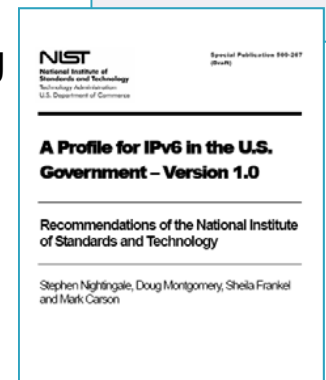 g
NIST
National Institute of
Standards and Technology
Technology Administration
U.S. Department of Commerce
Special Publication 500-267
(Draft)
A Profile for IPv6 in the U.S.
Government – Version 1.0
Recommendations of the National Institute
of Standards and Technology
Stephen Nightingale, Doug Montgomery, Sheila Frankel
and Mark Carson